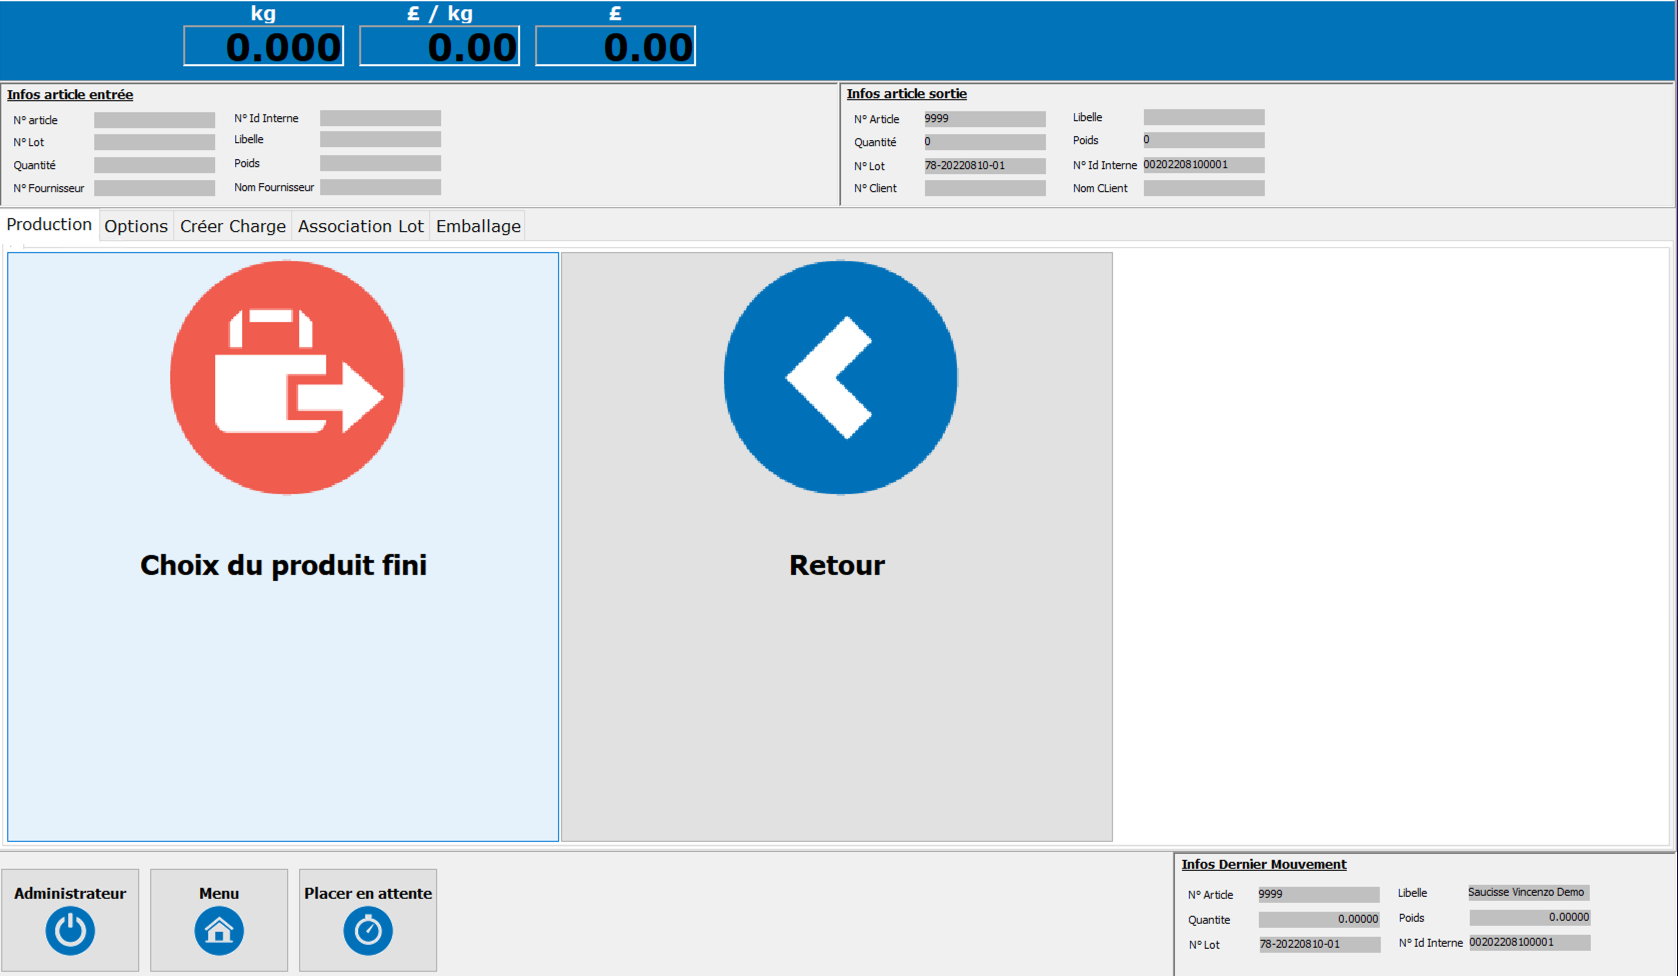 kg £ / kg £
0.000 0.00 0.00
Infos article entrée
N° article N° Id Interne
N° Lot Libelle
Quantité Poids
N° Fournisseur Nom Fournisseur
Infos article sortie
N° Article 9999 Libelle
Quantité 0 Poids 0
N° Lot 78-20220810-01 N° Id Interne 00202208100001
N° Client Nom CLient
Production Options Créer Charge Association Lot Emballage
Choix du produit fini
Retour
Administrateur Menu Placer en attente
Infos Dernier Mouvement
N° Article 9999 Libelle Saucisse Vincenzo Demo
Quantite 0.00000 Poids 0.00000
N° Lot 78-20220810-01 N° Id Interne 00202208100001